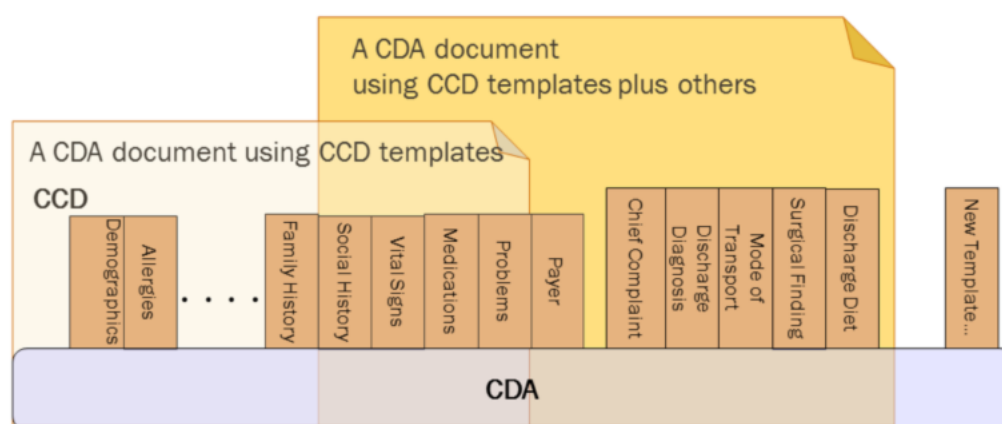 A CDA document
using CCD templates plus others
A CDA document using CCD templates
CCD
Demographics
Allergies
. . . . .
Family History
Social History
Vital Signs
Medications
Problems
Payer
Chief Complaint
Discharge
Diagnosis
Mode of
Transport
Surgical Finding
Discharge Diet
New Template...
CDA